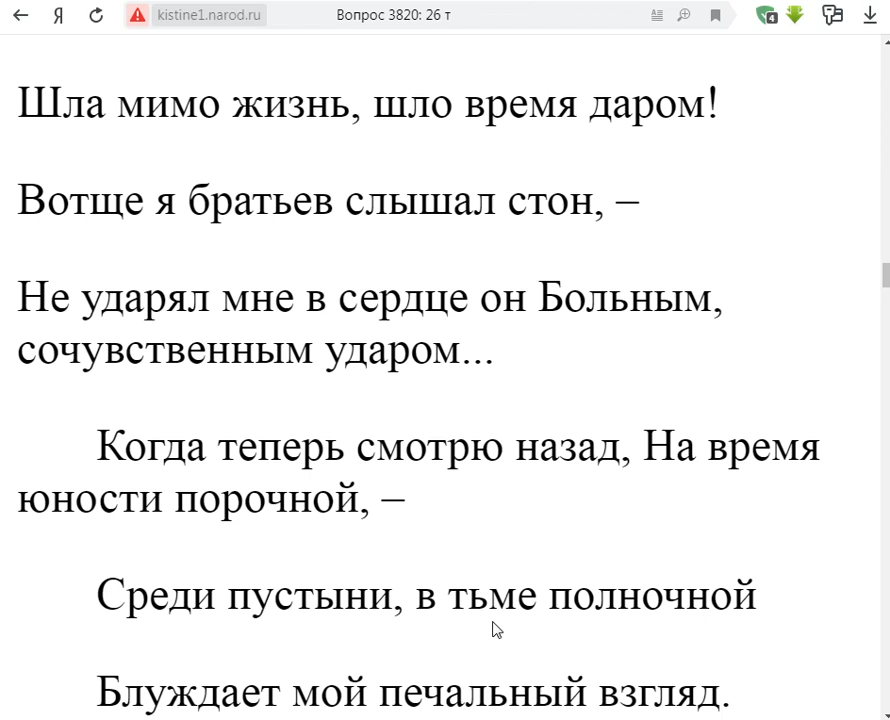 kistine1.narod.ru
Вопрос 3820: 26 т
4
Шла мимо жизнь, шло время даром!
Вотще я братьев слышал стон, –
Не ударял мне в сердце он Больным,
сочувственным ударом...
Когда теперь смотрю назад, На время
юности порочной, –
Среди пустыни, в тьме полночной
Блуждает мой печальный взгляд.